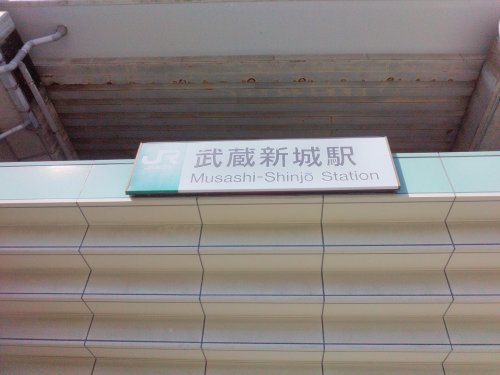 JR
武蔵新城駅
Musashi-Shinjō Station